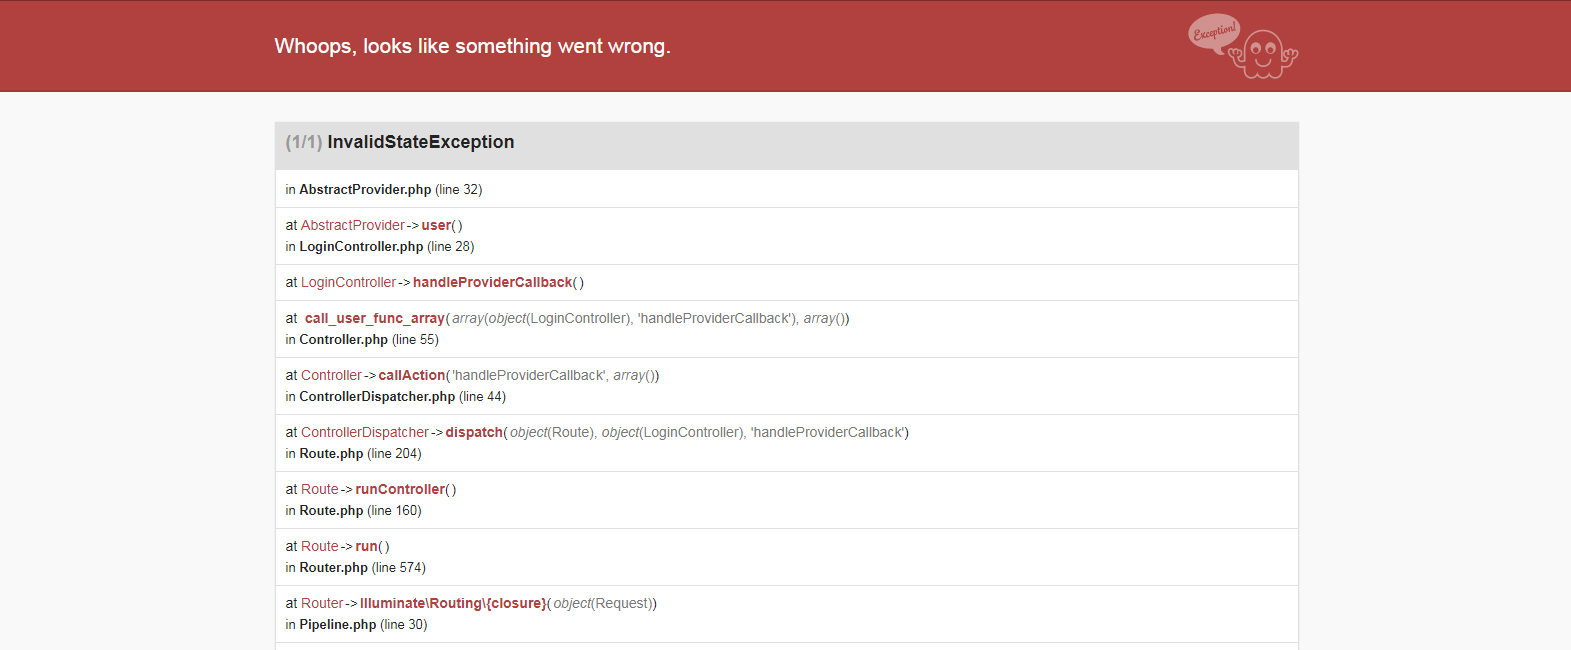 Whoops, looks like something went wrong.
Exception!
(1/1) InvalidStateException
in AbstractProvider.php (line 32)
at AbstractProvider->user()
in LoginController.php (line 28)
at LoginController->handleProviderCallback()
at call_user_func_array(array(object(LoginController), 'handleProviderCallback'), array())
in Controller.php (line 55)
at Controller->callAction('handleProviderCallback', array())
in ControllerDispatcher.php (line 44)
at ControllerDispatcher->dispatch(object(Route), object(LoginController), 'handleProviderCallback')
in Route.php (line 204)
at Route->runController()
in Route.php (line 160)
at Route->run()
in Router.php (line 574)
at Router->Illuminate\Routing\{closure}(object(Request))
in Pipeline.php (line 30)